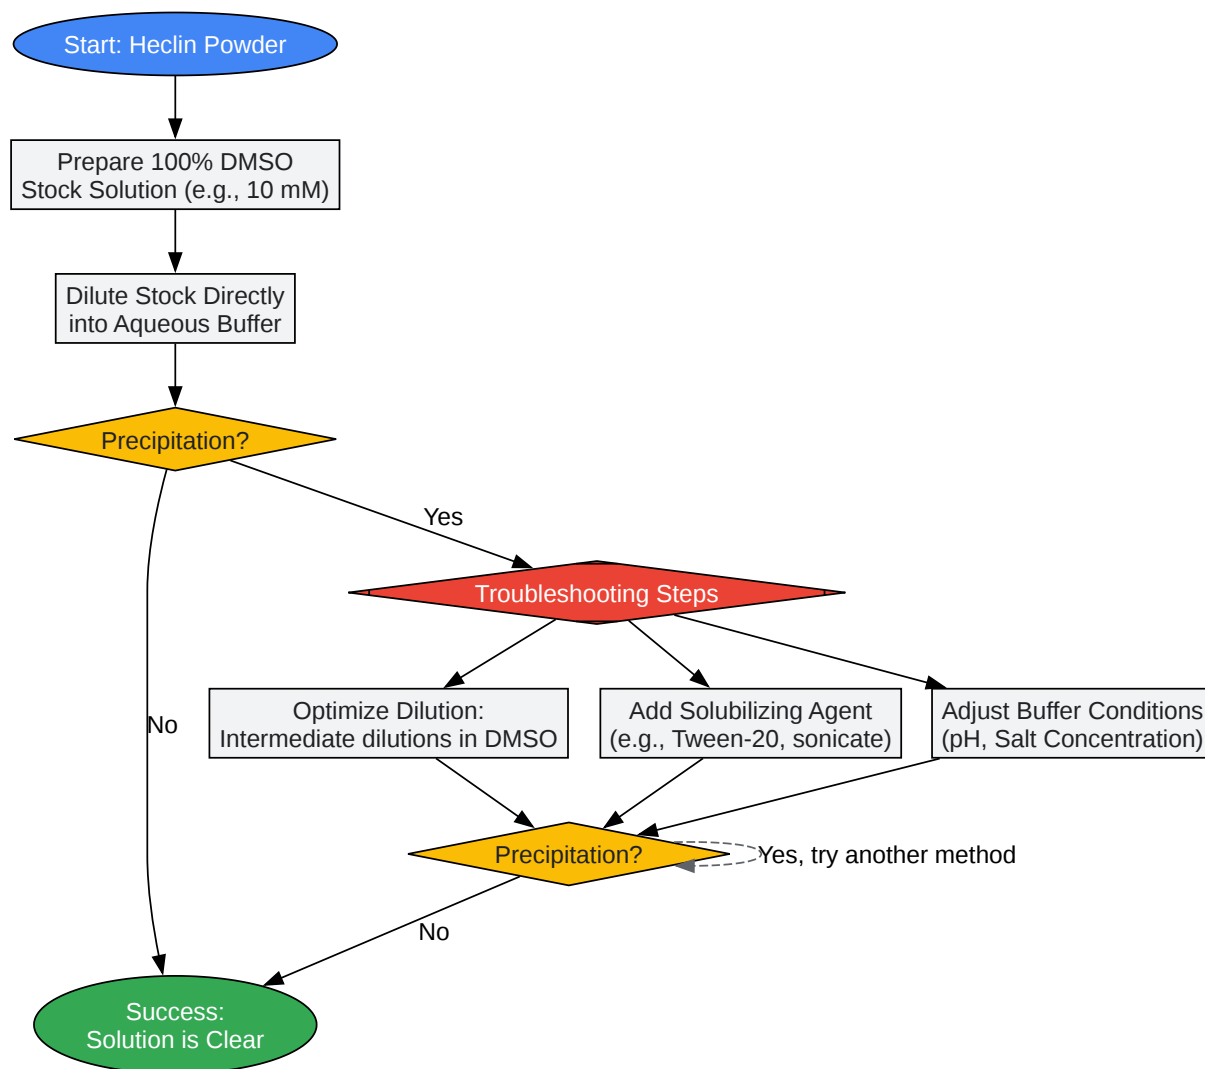 Start: Heclin Powder
Prepare 100% DMSO
Stock Solution (e.g., 10 mM)
Dilute Stock Directly
into Aqueous Buffer
Precipitation?
Yes
Troubleshooting Steps
No
Optimize Dilution:
Intermediate dilutions in DMSO
Add Solubilizing Agent
(e.g., Tween-20, sonicate)
Adjust Buffer Conditions
(pH, Salt Concentration)
Precipitation?
Yes, try another method
No
Success:
Solution is Clear